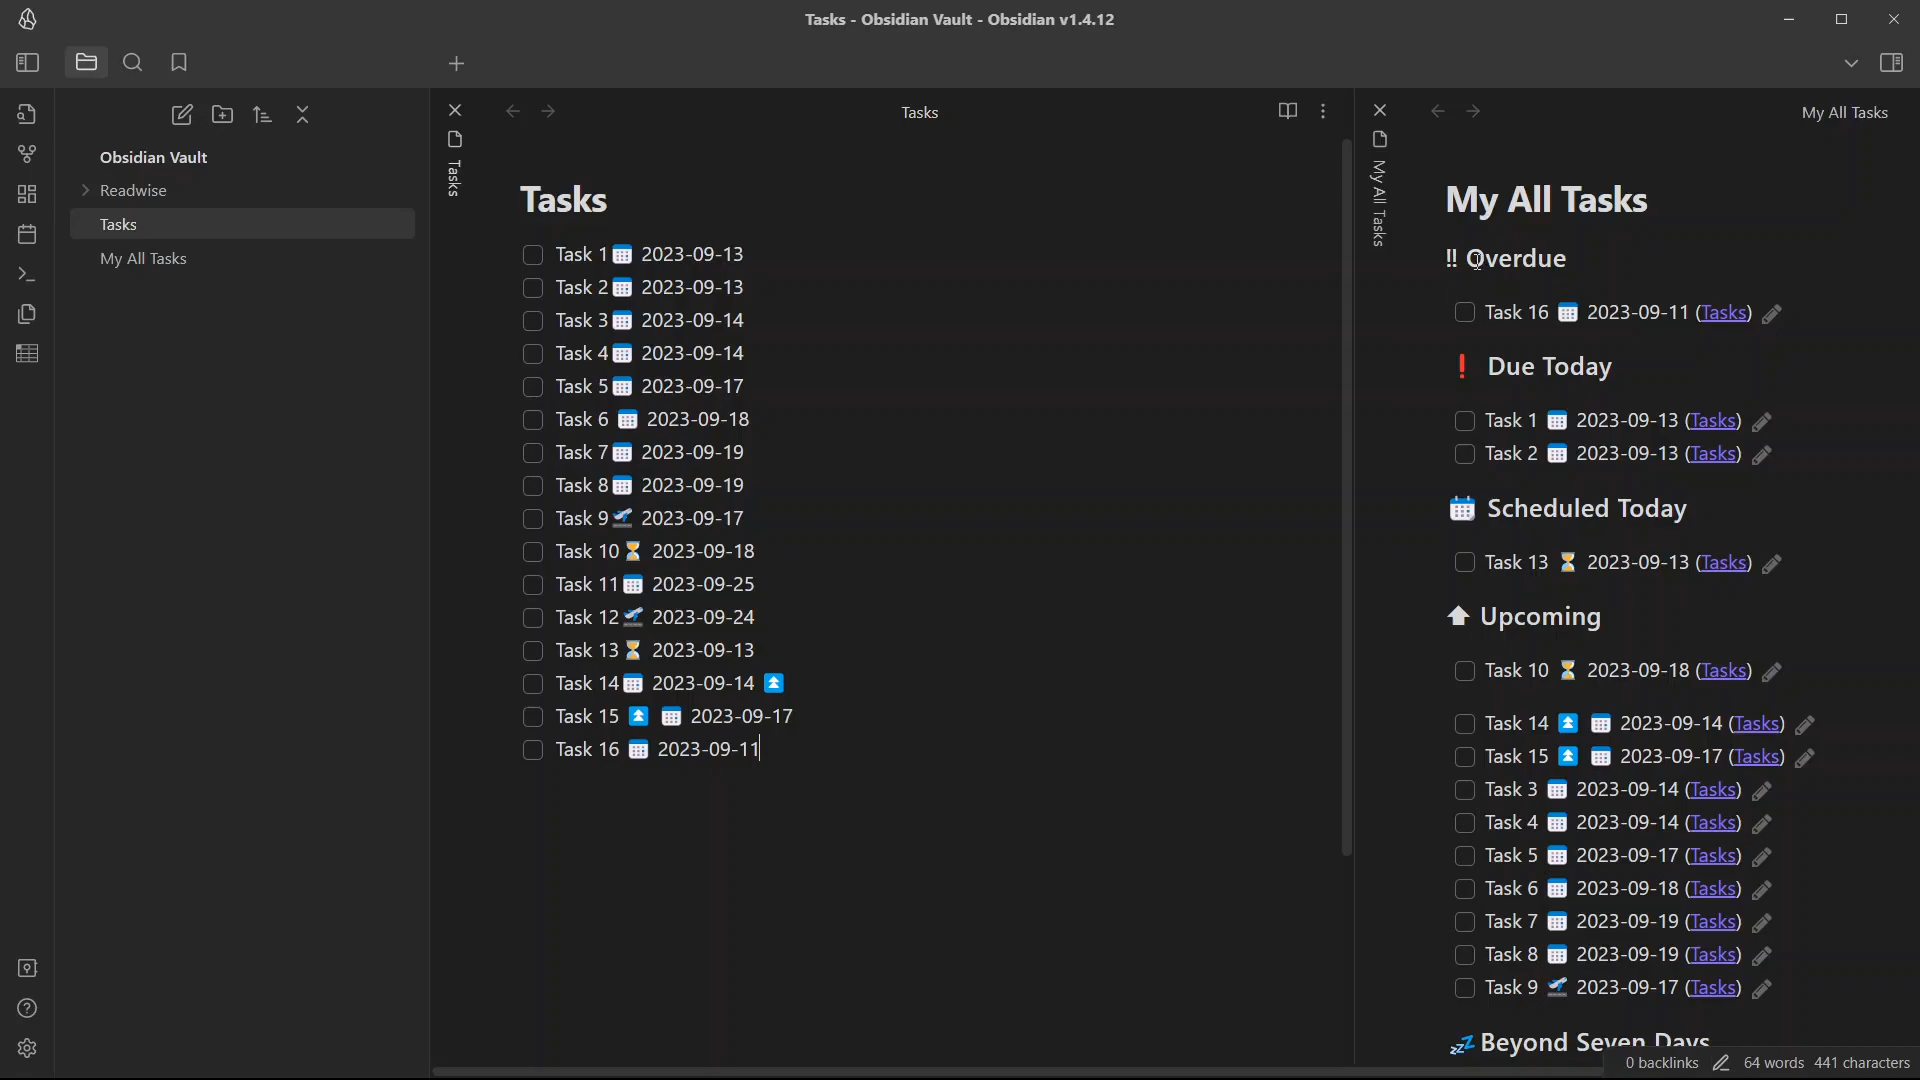 Tasks - Obsidian Vault - Obsidian v1.4.12
Obsidian Vault
Readwise
Tasks
My All Tasks
Tasks
Tasks
Tasks
Task 1 📅 2023-09-13
Task 2 📅 2023-09-13
Task 3 📅 2023-09-14
Task 4 📅 2023-09-14
Task 5 📅 2023-09-17
Task 6 📅 2023-09-18
Task 7 📅 2023-09-19
Task 8 📅 2023-09-19
Task 9 🛫 2023-09-17
Task 10 ⏳ 2023-09-18
Task 11 📅 2023-09-25
Task 12 🛫 2023-09-24
Task 13 ⏳ 2023-09-13
Task 14 📅 2023-09-14 ⏫
Task 15 ⏫ 📅 2023-09-17
Task 16 📅 2023-09-11
My All Tasks
My All Tasks
My All Tasks
‼ Overdue
Task 16 📅 2023-09-11 (Tasks)
❗ Due Today
Task 1 📅 2023-09-13 (Tasks)
Task 2 📅 2023-09-13 (Tasks)
📆 Scheduled Today
Task 13 ⏳ 2023-09-13 (Tasks)
Upcoming
Task 10 ⏳ 2023-09-18 (Tasks)
Task 14 ⏫ 📅 2023-09-14 (Tasks)
Task 15 ⏫ 📅 2023-09-17 (Tasks)
Task 3 📅 2023-09-14 (Tasks)
Task 4 📅 2023-09-14 (Tasks)
Task 5 📅 2023-09-17 (Tasks)
Task 6 📅 2023-09-18 (Tasks)
Task 7 📅 2023-09-19 (Tasks)
Task 8 📅 2023-09-19 (Tasks)
Task 9 🛫 2023-09-17 (Tasks)
💤 Beyond Seven Days
0 backlinks 64 words 441 characters